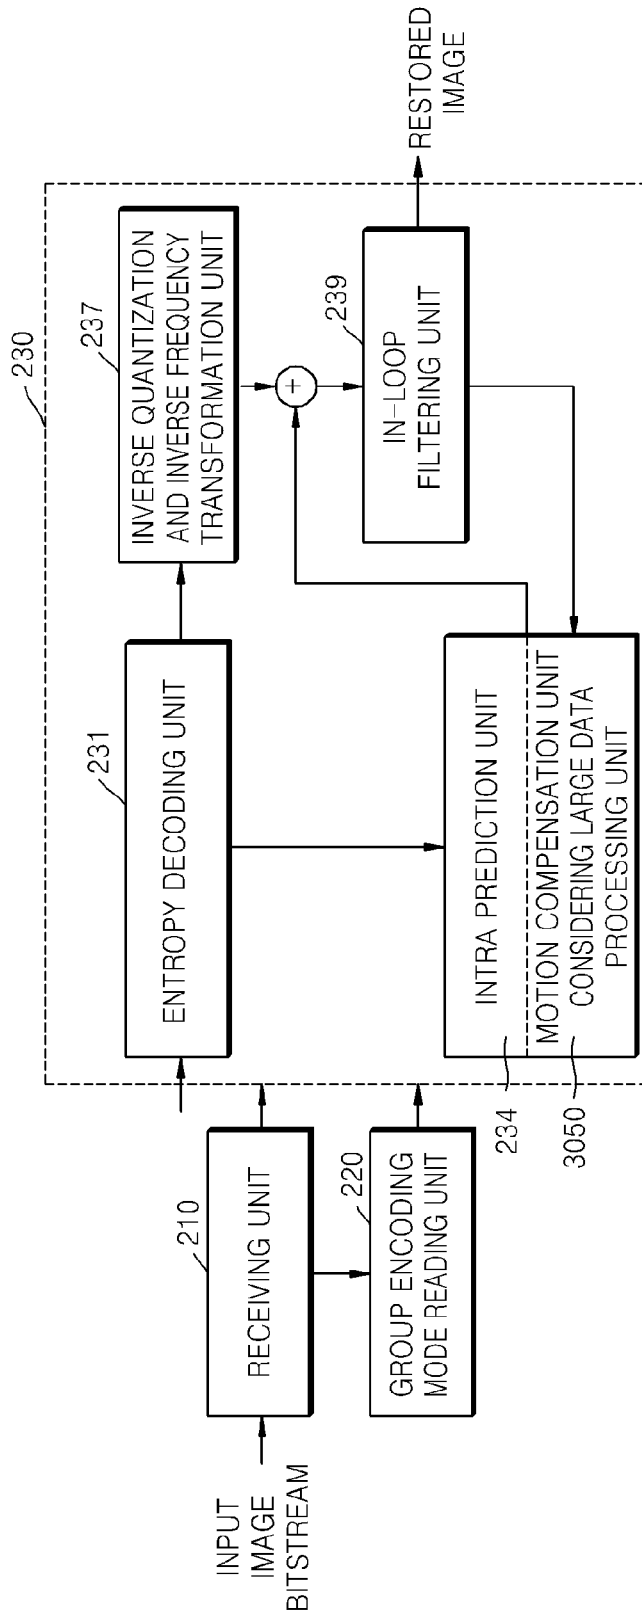 230
INPUT
IMAGE
BITSTREAM
210
RECEIVING UNIT
220
GROUP ENCODING
MODE READING UNIT
231
ENTROPY DECODING UNIT
237
INVERSE QUANTIZATION
AND INVERSE FREQUENCY
TRANSFORMATION UNIT
+
239
IN-LOOP
FILTERING UNIT
RESTORED
IMAGE
234
INTRA PREDICTION UNIT
3050
MOTION COMPENSATION UNIT
CONSIDERING LARGE DATA
PROCESSING UNIT